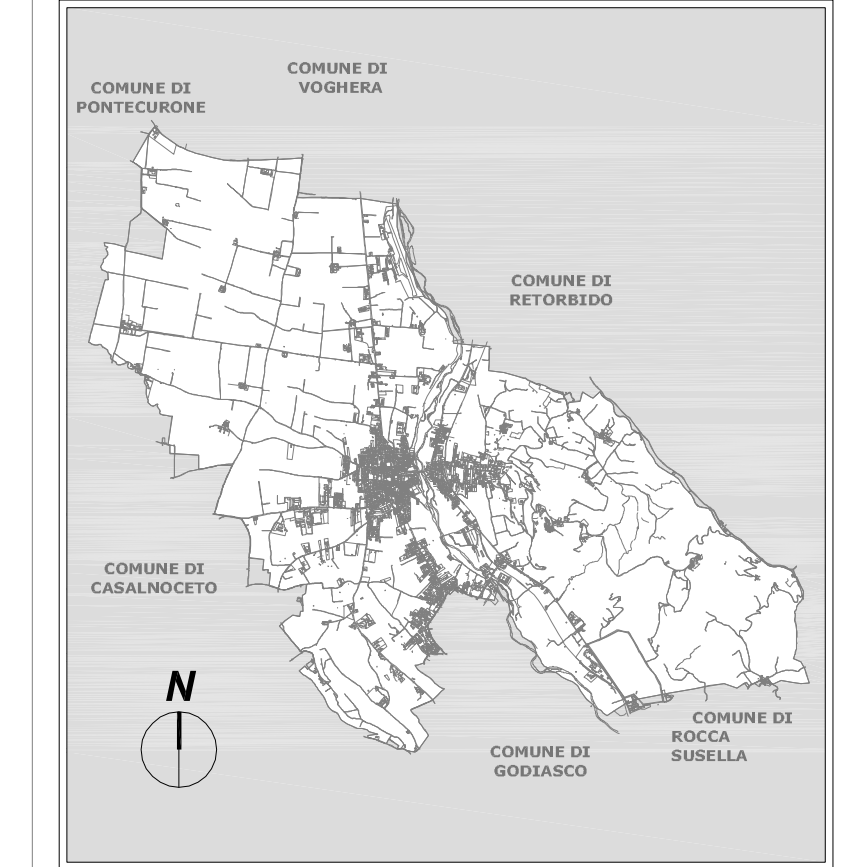 COMUNE DI
VOGHERA
COMUNE DI
PONTECURONE
COMUNE DI
RETORBIDO
COMUNE DI
CASALNOCETO
N
COMUNE DI
ROCCA
SUSELLA
COMUNE DI
GODIASCO